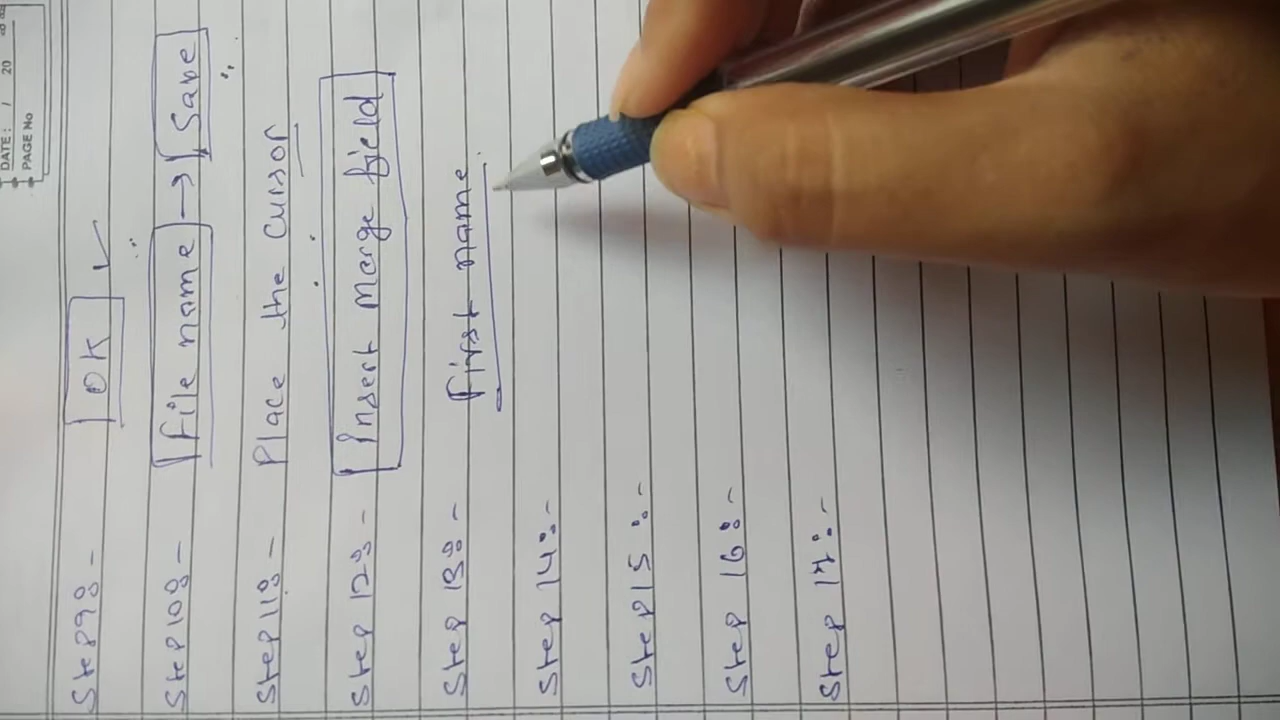 DATE: / 20
PAGE No
Step 9:- OK ✓
Step 10:- File name → Save
Step 11:- Place the Cursor
Step 12:- Insert Marge field
Step 13:- First name
Step 14:-
Step 15:-
Step 16:-
Step 17:-